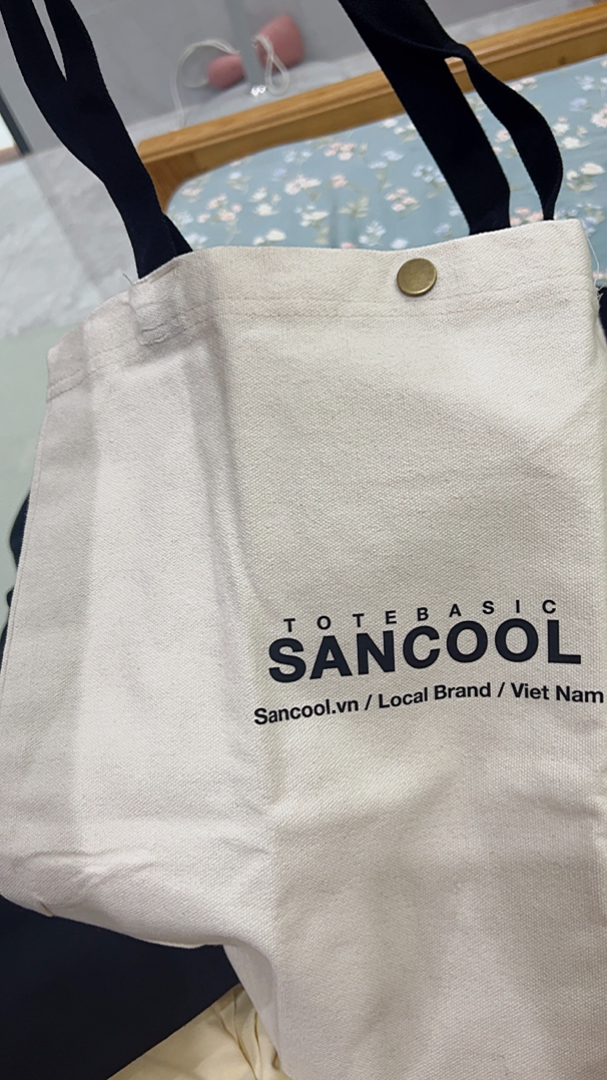 TOTEBASIC
SANCOOL
Sancool.vn / Local Brand / Viet Nam